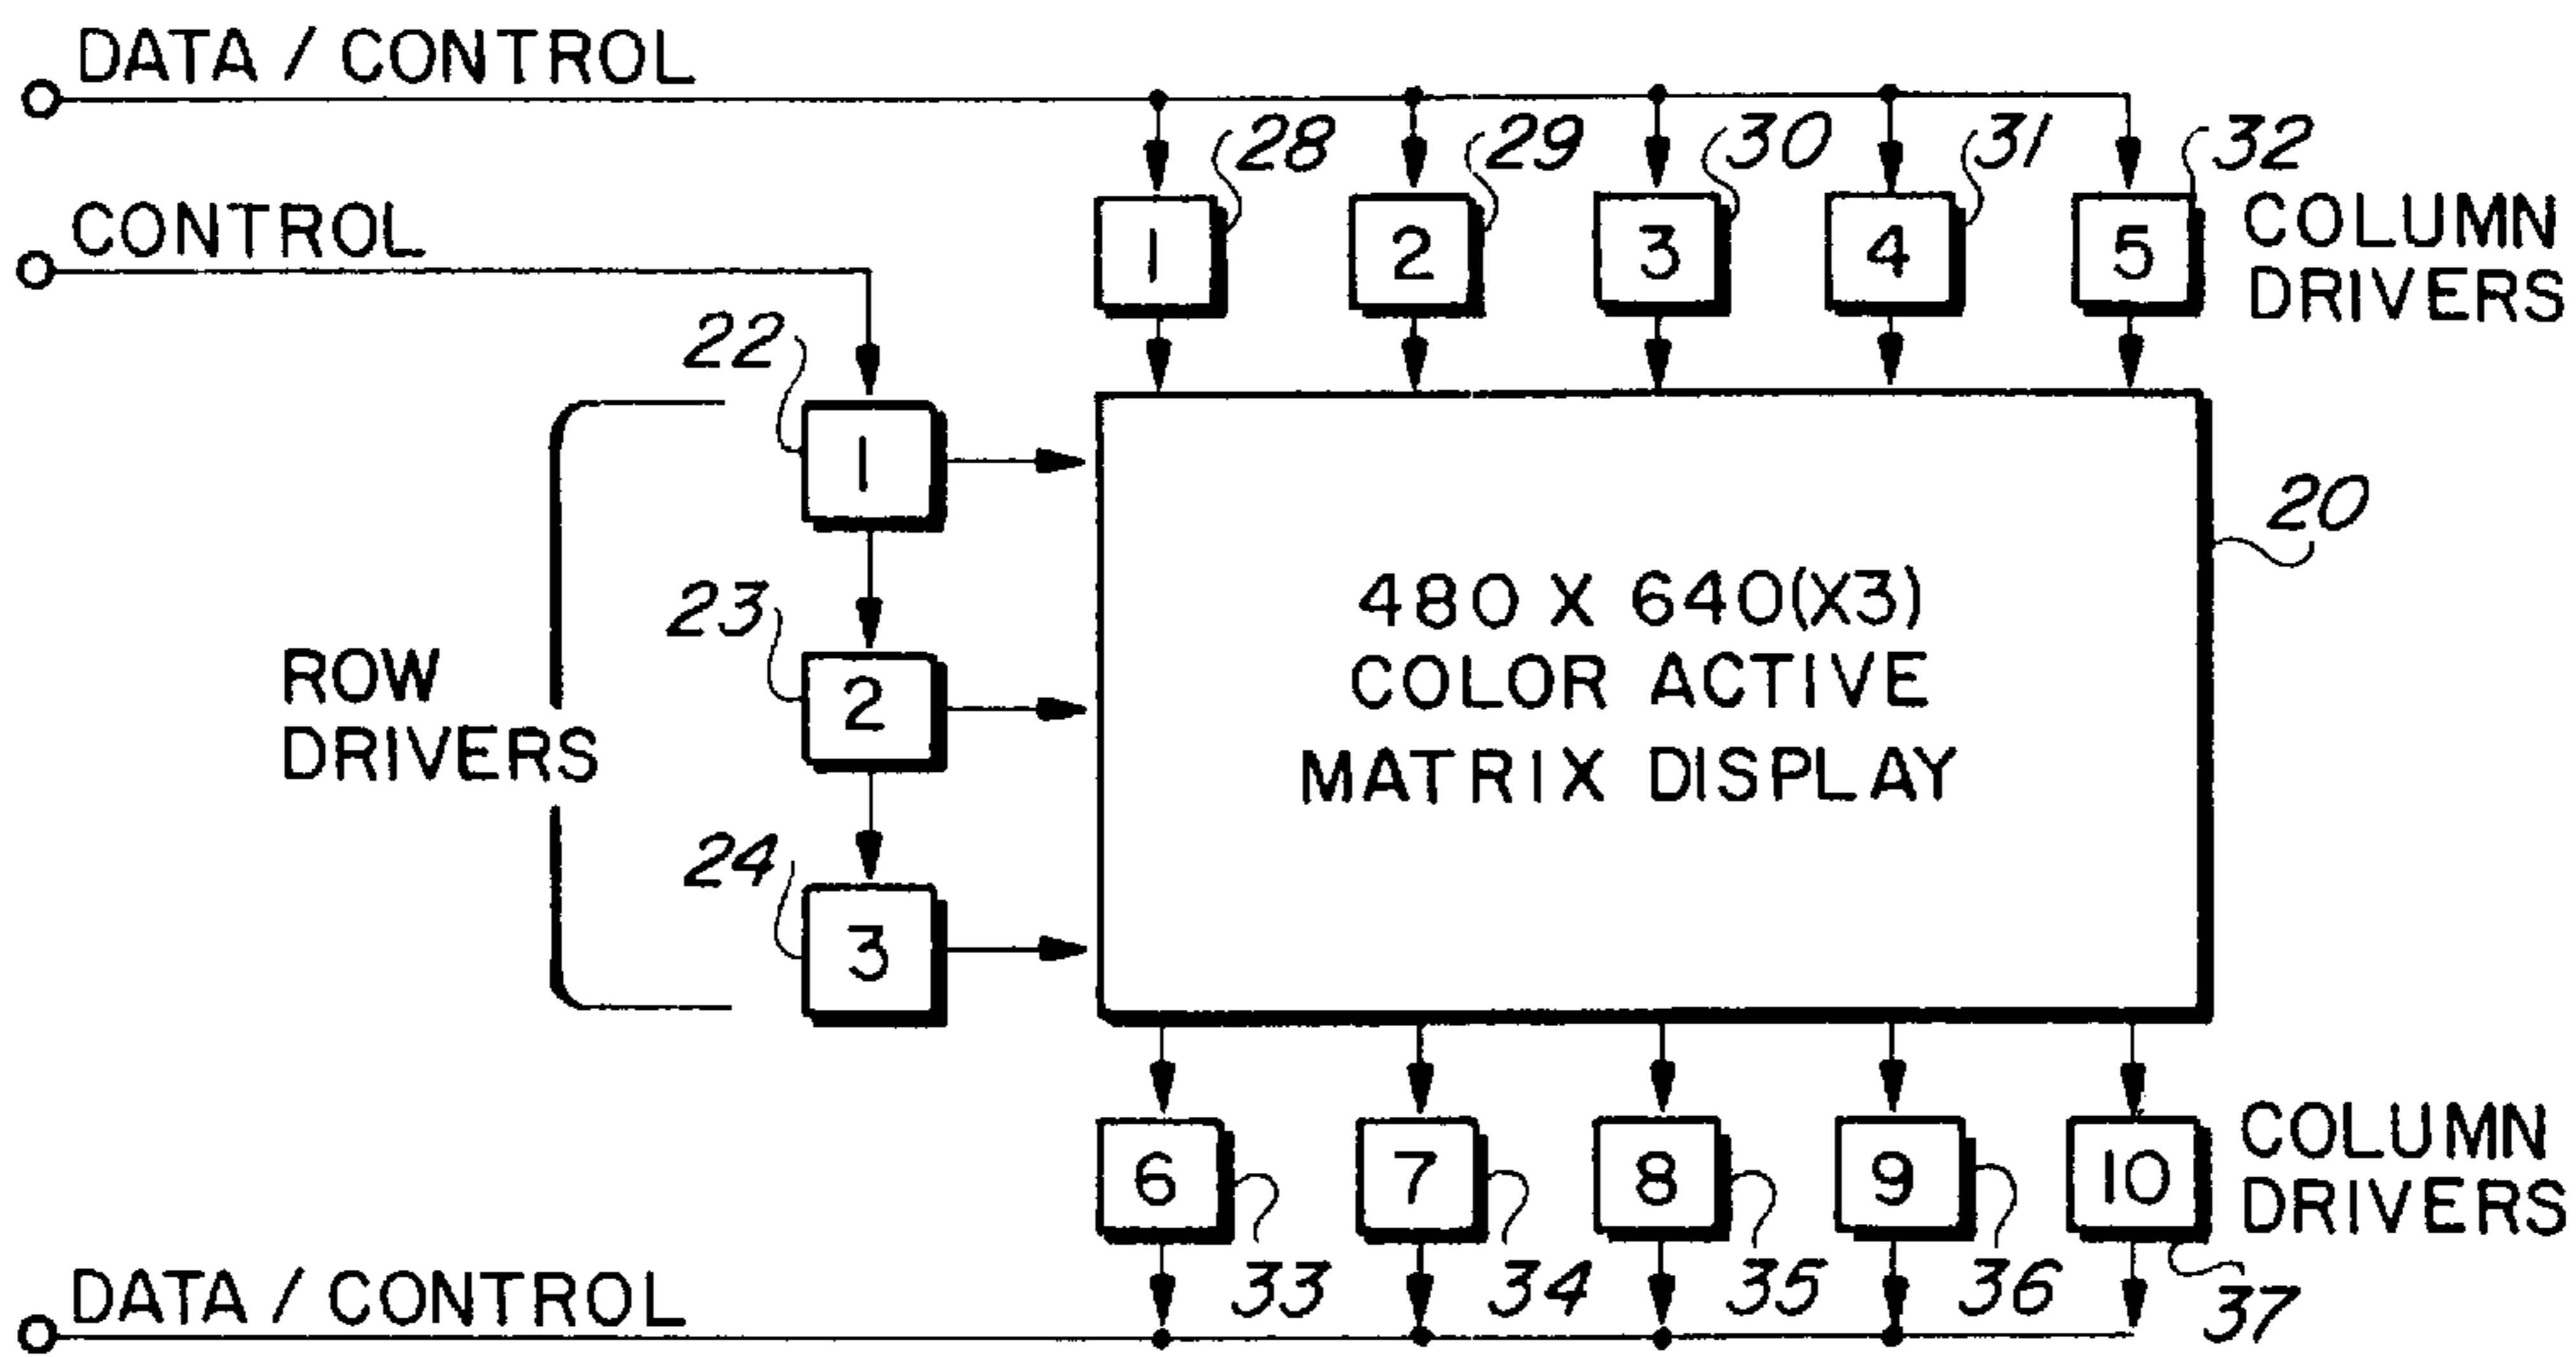 DATA / CONTROL
28
29
30
31
32
CONTROL
1
2
3
4
5
COLUMN
DRIVERS
22
1
20
23
2
ROW
DRIVERS
480 X 640(X3)
COLOR ACTIVE
MATRIX DISPLAY
24
3
6
7
8
9
10
COLUMN
DRIVERS
33
34
35
36
37
DATA / CONTROL